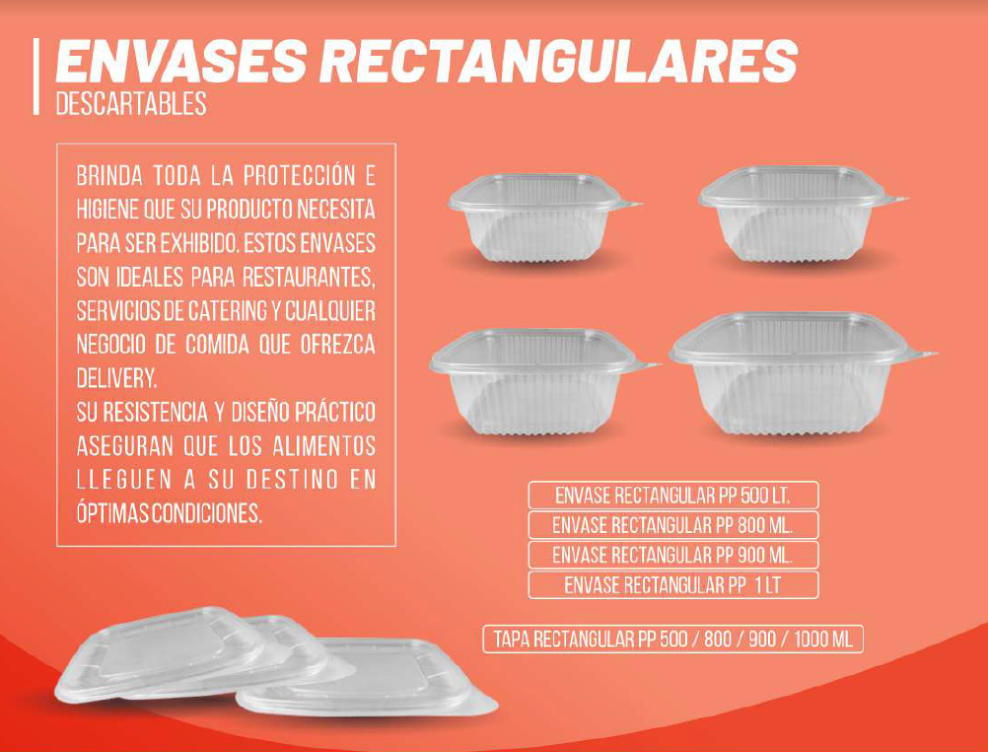 ENVASES RECTANGULARES
DESCARTABLES
BRINDA TODA LA PROTECCIÓN E
HIGIENE QUE SU PRODUCTO NECESITA
PARA SER EXHIBIDO. ESTOS ENVASES
SON IDEALES PARA RESTAURANTES,
SERVICIOS DE CATERING Y CUALQUIER
NEGOCIO DE COMIDA QUE OFREZCA
DELIVERY.
SU RESISTENCIA Y DISEÑO PRÁCTICO
ASEGURAN QUE LOS ALIMENTOS
LLEGUEN A SU DESTINO EN
ÓPTIMAS CONDICIONES.
ENVASE RECTANGULAR PP 500 LT.
ENVASE RECTANGULAR PP 800 ML.
ENVASE RECTANGULAR PP 900 ML.
ENVASE RECTANGULAR PP 1 LT
TAPA RECTANGULAR PP 500 / 800 / 900 / 1000 ML